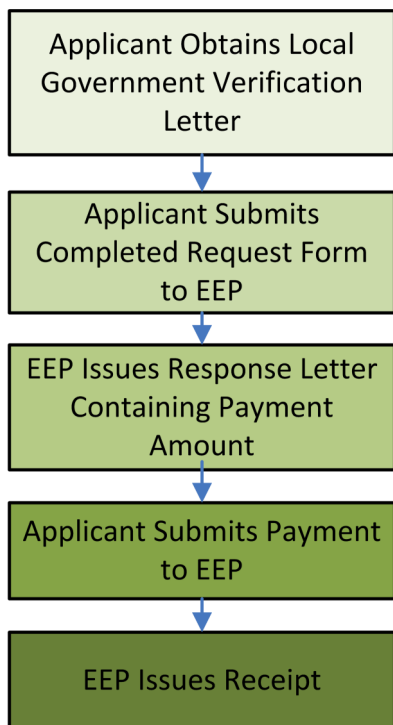 Applicant Obtains Local
Government Verification
Letter
Applicant Submits
Completed Request Form
to EEP
EEP Issues Response Letter
Containing Payment
Amount
Applicant Submits Payment
to EEP
EEP Issues Receipt